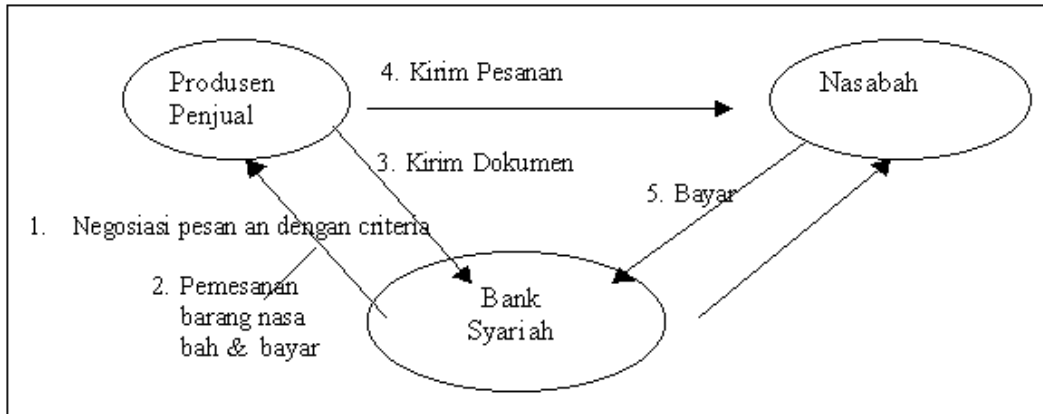 Produsen
Penjual
4. Kirim Pesanan
Nasabah
3. Kirim Dokumen
5. Bayar
1. Negosiasi pesan an dengan criteria
2. Pemesanan
barang nasa
bah & bayar
Bank
Syariah